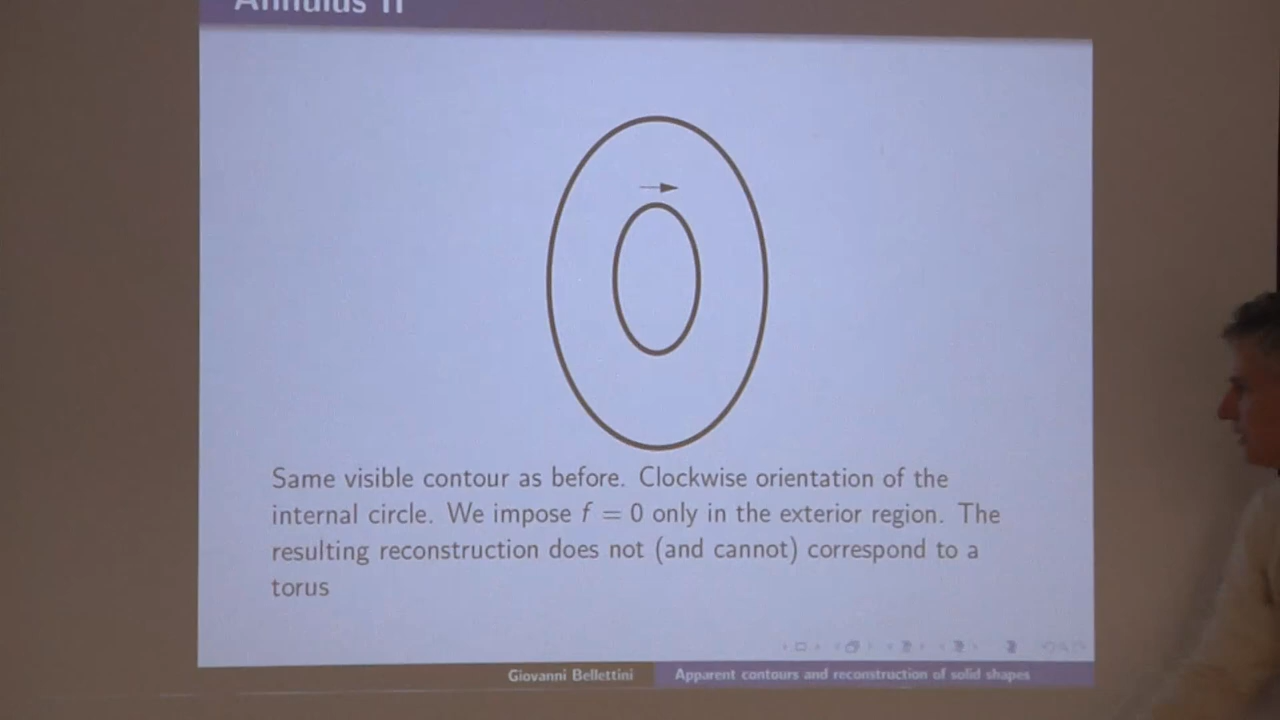 Annulus II
Same visible contour as before. Clockwise orientation of the
internal circle. We impose f = 0 only in the exterior region. The
resulting reconstruction does not (and cannot) correspond to a
torus
Giovanni Bellettini
Apparent contours and reconstruction of solid shapes